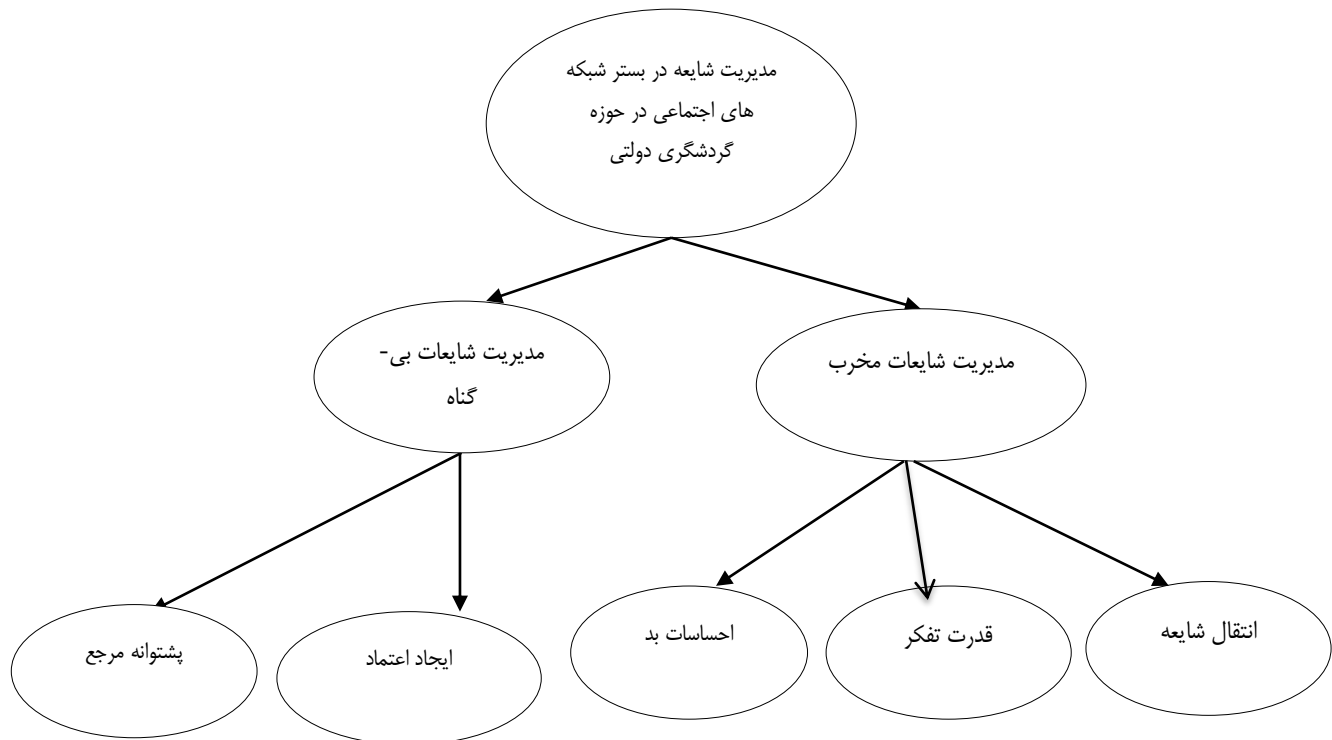 مدیریت شایعه در بستر شبکه
های اجتماعی در حوزه
گردشگری دولتی
مدیریت شایعات مخرب
مدیریت شایعات بی-
گناه
انتقال شایعه
قدرت تفکر
احساسات بد
ایجاد اعتماد
پشتوانه مرجع